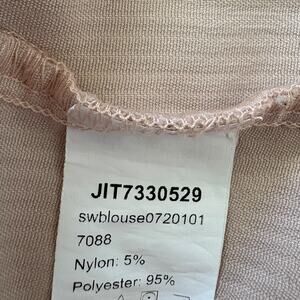 JIT7330529
swblouse0720101
7088
Nylon: 5%
Polyester: 95%